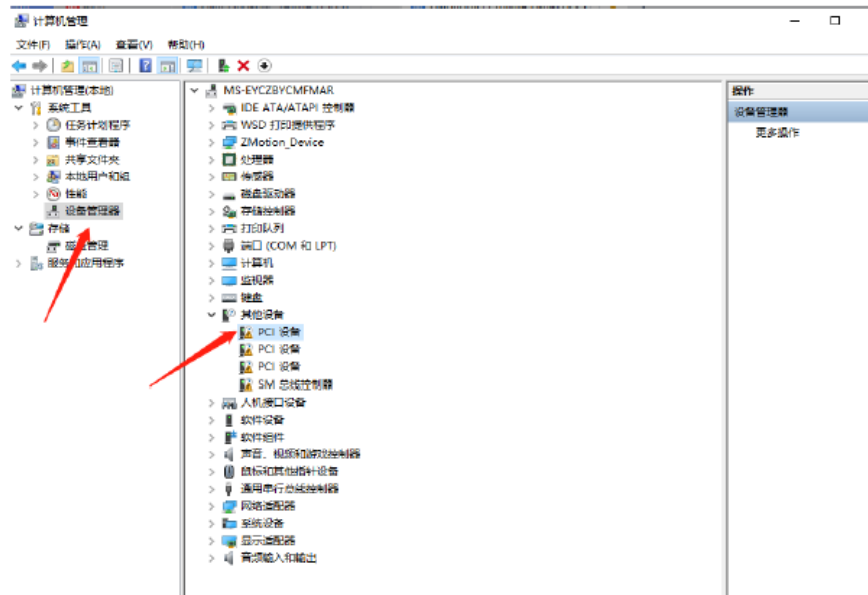 计算机管理
文件(F) 操作(A) 查看(V) 帮助(H)
计算机管理(本地)
系统工具
任务计划程序
事件查看器
共享文件夹
本地用户和组
性能
设备管理器
存储
磁盘管理
服务和应用程序
MS-EYCZBYCMFMAR
IDE ATA/ATAPI 控制器
WSD 打印提供程序
ZMotion_Device
处理器
传感器
磁盘驱动器
存储控制器
打印队列
端口 (COM 和 LPT)
计算机
监视器
键盘
其他设备
PCI 设备
PCI 设备
PCI 设备
SM 总线控制器
人机接口设备
软件设备
软件组件
声音、视频和游戏控制器
鼠标和其他指针设备
通用串行总线控制器
网络适配器
系统设备
显示适配器
音频输入和输出
操作
设备管理器
更多操作